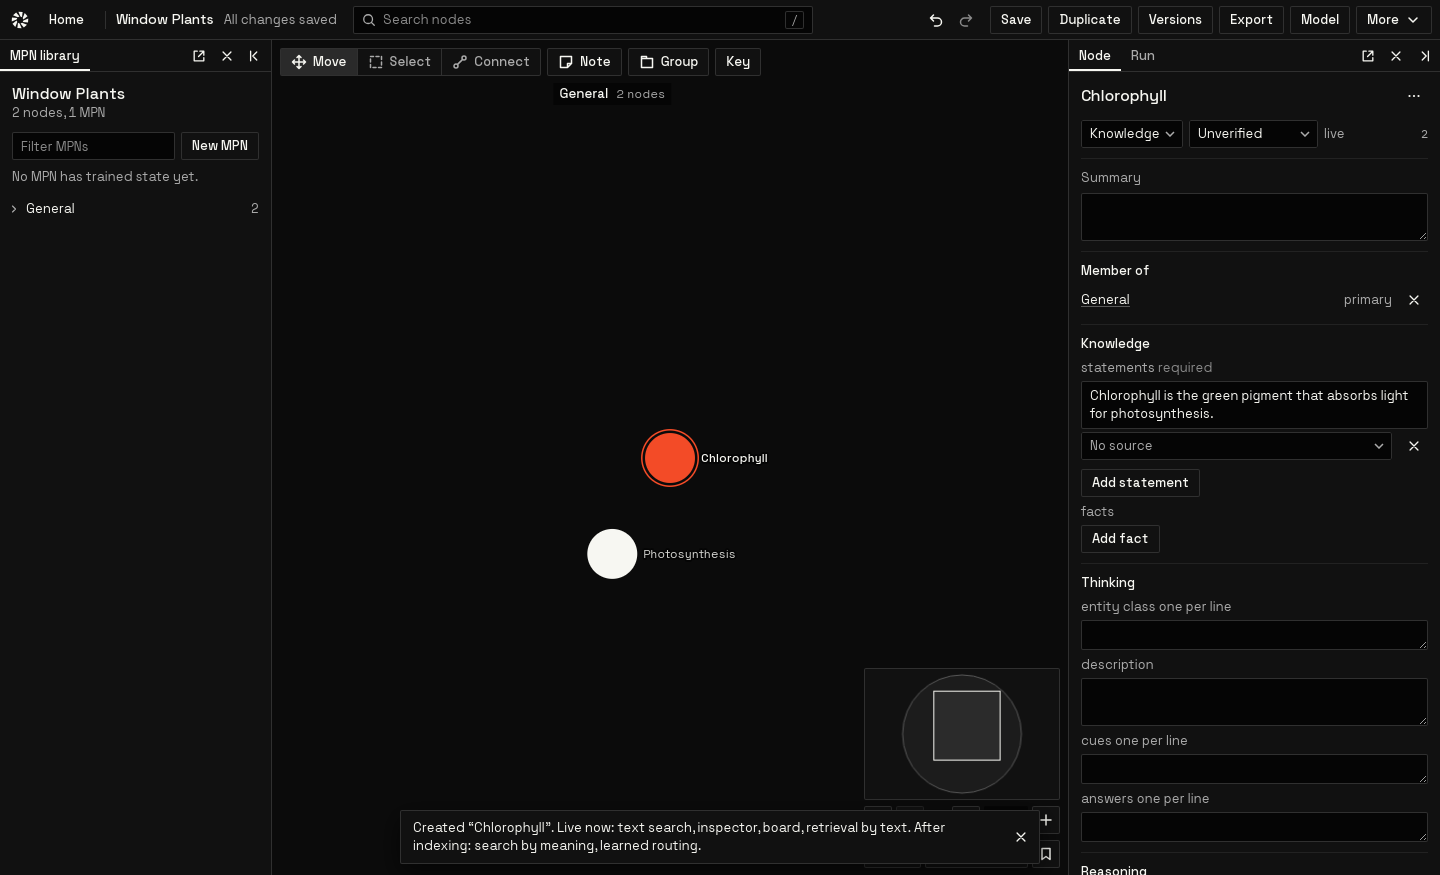 Home
Window Plants
All changes saved
Search nodes
/
Save
Duplicate
Versions
Export
Model
More
MPN library
Window Plants
2 nodes, 1 MPN
Filter MPNs
New MPN
No MPN has trained state yet.
General
2
Move
Select
Connect
Note
Group
Key
General 2 nodes
Chlorophyll
Photosynthesis
Created “Chlorophyll”. Live now: text search, inspector, board, retrieval by text. After
indexing: search by meaning, learned routing.
Node
Run
Chlorophyll
Knowledge
Unverified
live
2
Summary
Member of
General
primary
Knowledge
statements required
Chlorophyll is the green pigment that absorbs light
for photosynthesis.
No source
Add statement
facts
Add fact
Thinking
entity class one per line
description
cues one per line
answers one per line
Reasoning